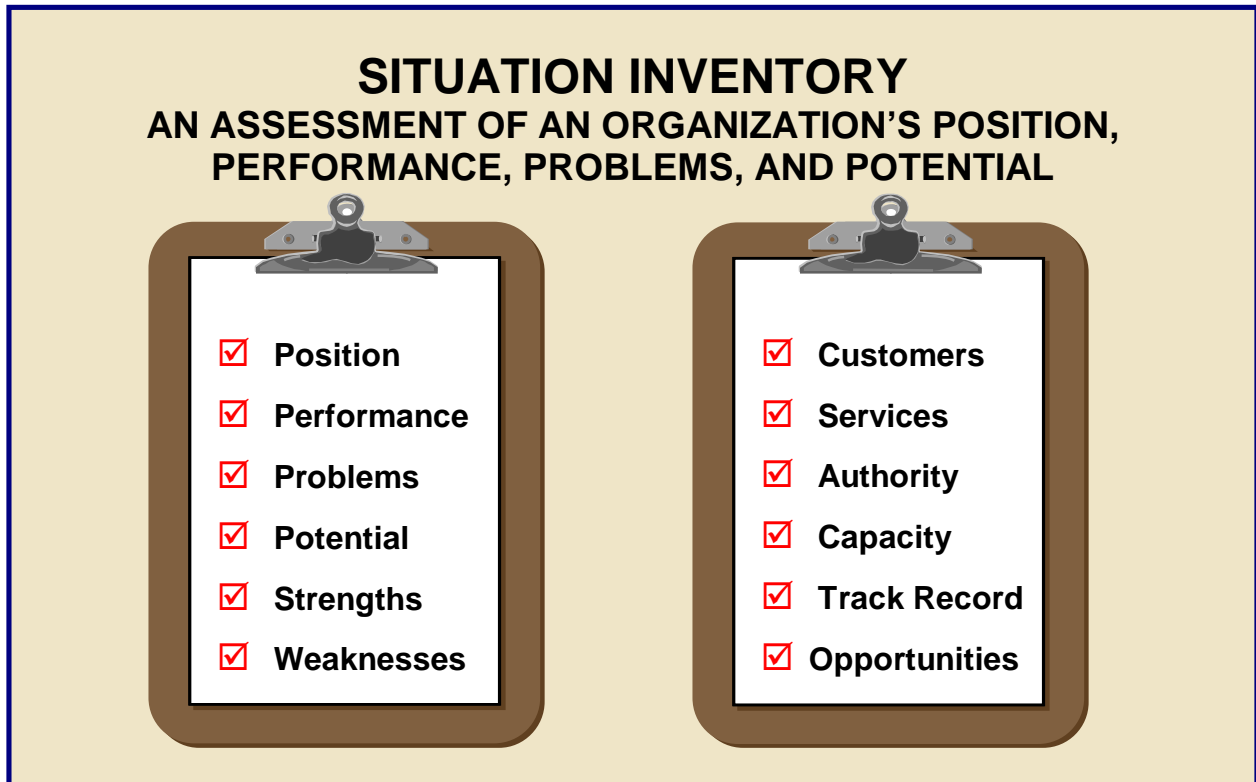 SITUATION INVENTORY
AN ASSESSMENT OF AN ORGANIZATION’S POSITION,
PERFORMANCE, PROBLEMS, AND POTENTIAL
Position
Performance
Problems
Potential
Strengths
Weaknesses
Customers
Services
Authority
Capacity
Track Record
Opportunities